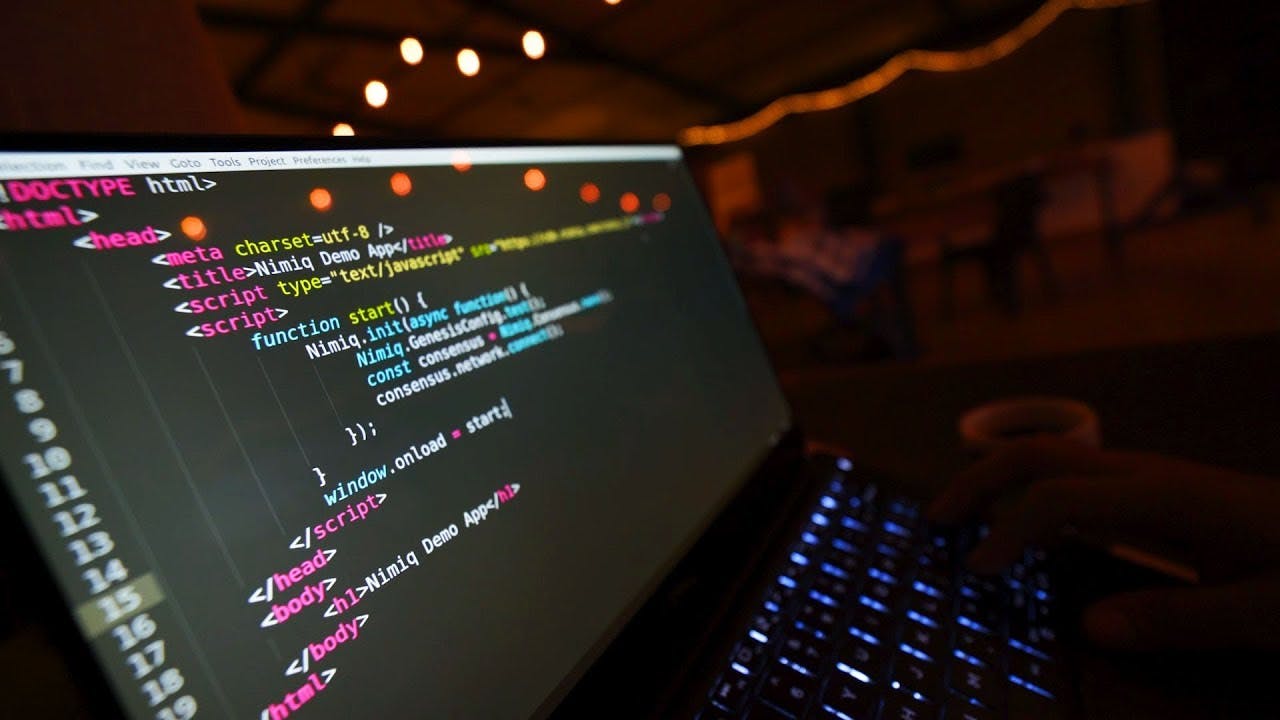 Find View Goto Tools Project Preferences Help
!DOCTYPE html>
<html>
<head>
<meta charset=utf-8 />
<title>Nimiq Demo App</title>
<script type="text/javascript" src="https://
<script>
function start() {
Nimiq.init(async function() {
Nimiq.GenesisConfig.test();
const consensus = Nimiq.Consensus.nano();
consensus.network.connect();
});
}
window.onload = start;
</script>
</head>
<body>
<h1>Nimiq Demo App</h1>
</body>
</html>
6
7
8
9
10
11
12
13
14
15
16
17
18
19